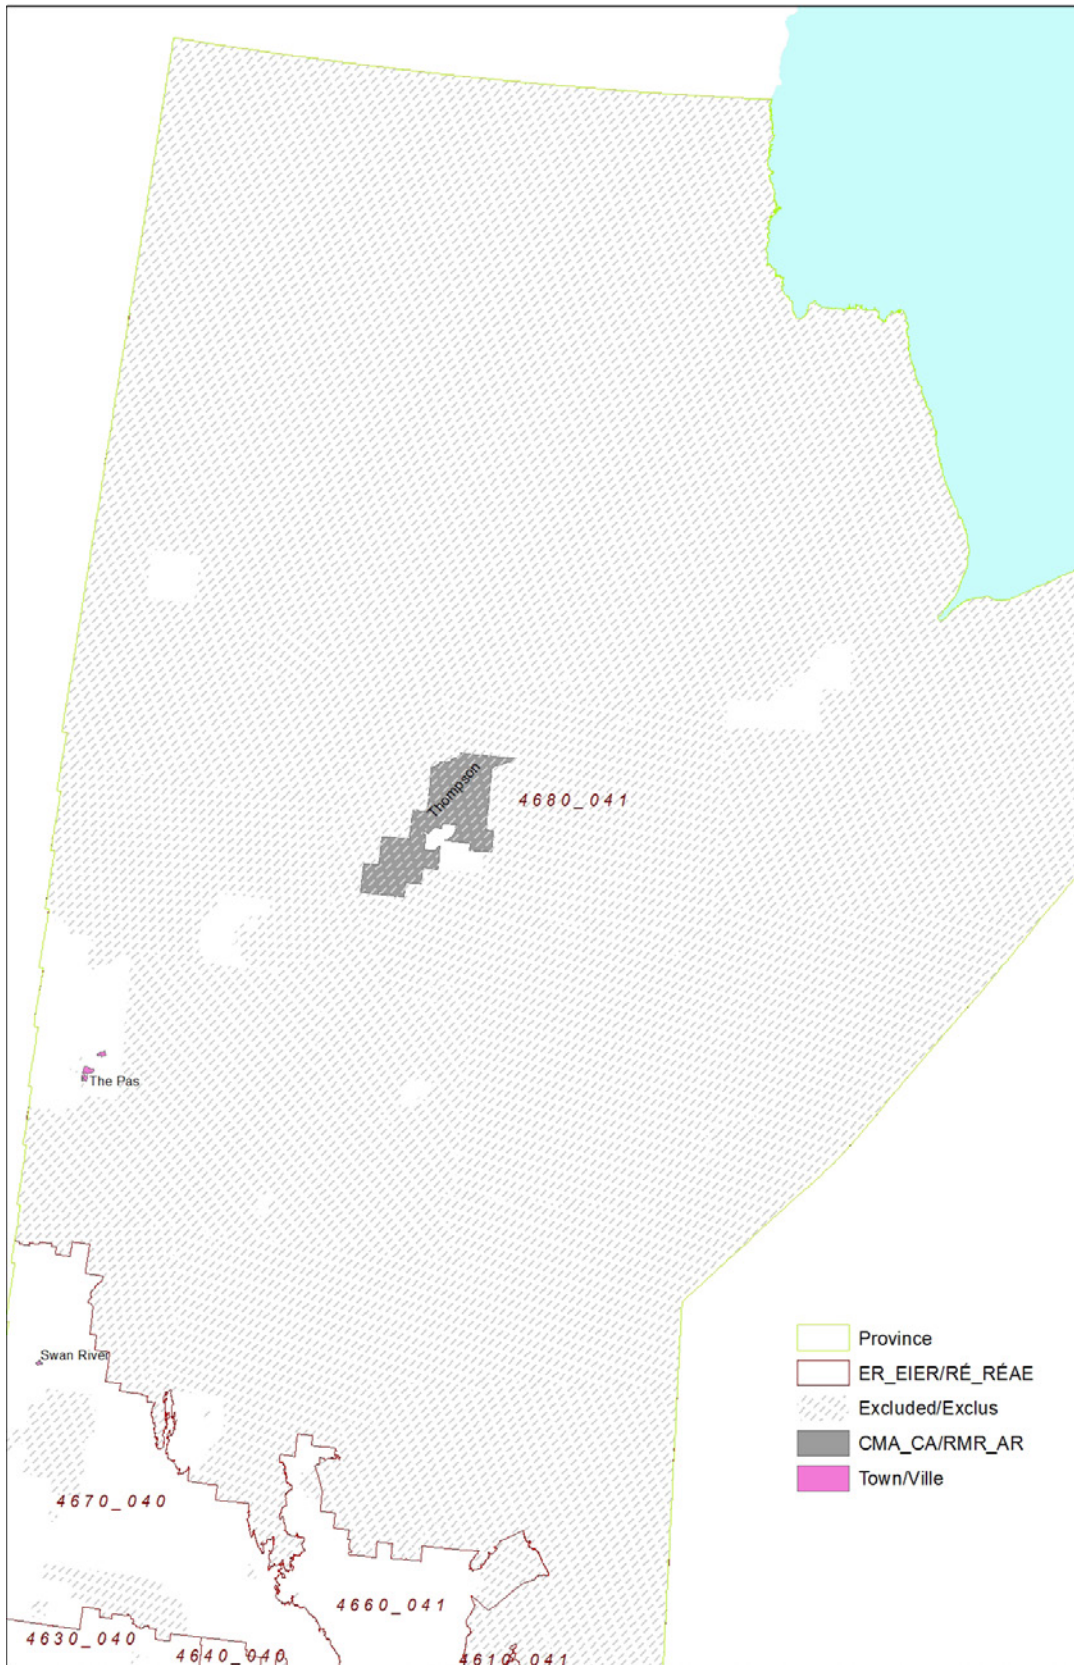 Thompson
4680_041
The Pas
Swan River
Province
ER_EIER/RÉ_RÉAE
Excluded/Exclus
CMA_CA/RMR_AR
Town/Ville
4670_040
4660_041
4630_040
4640_040
4610_041